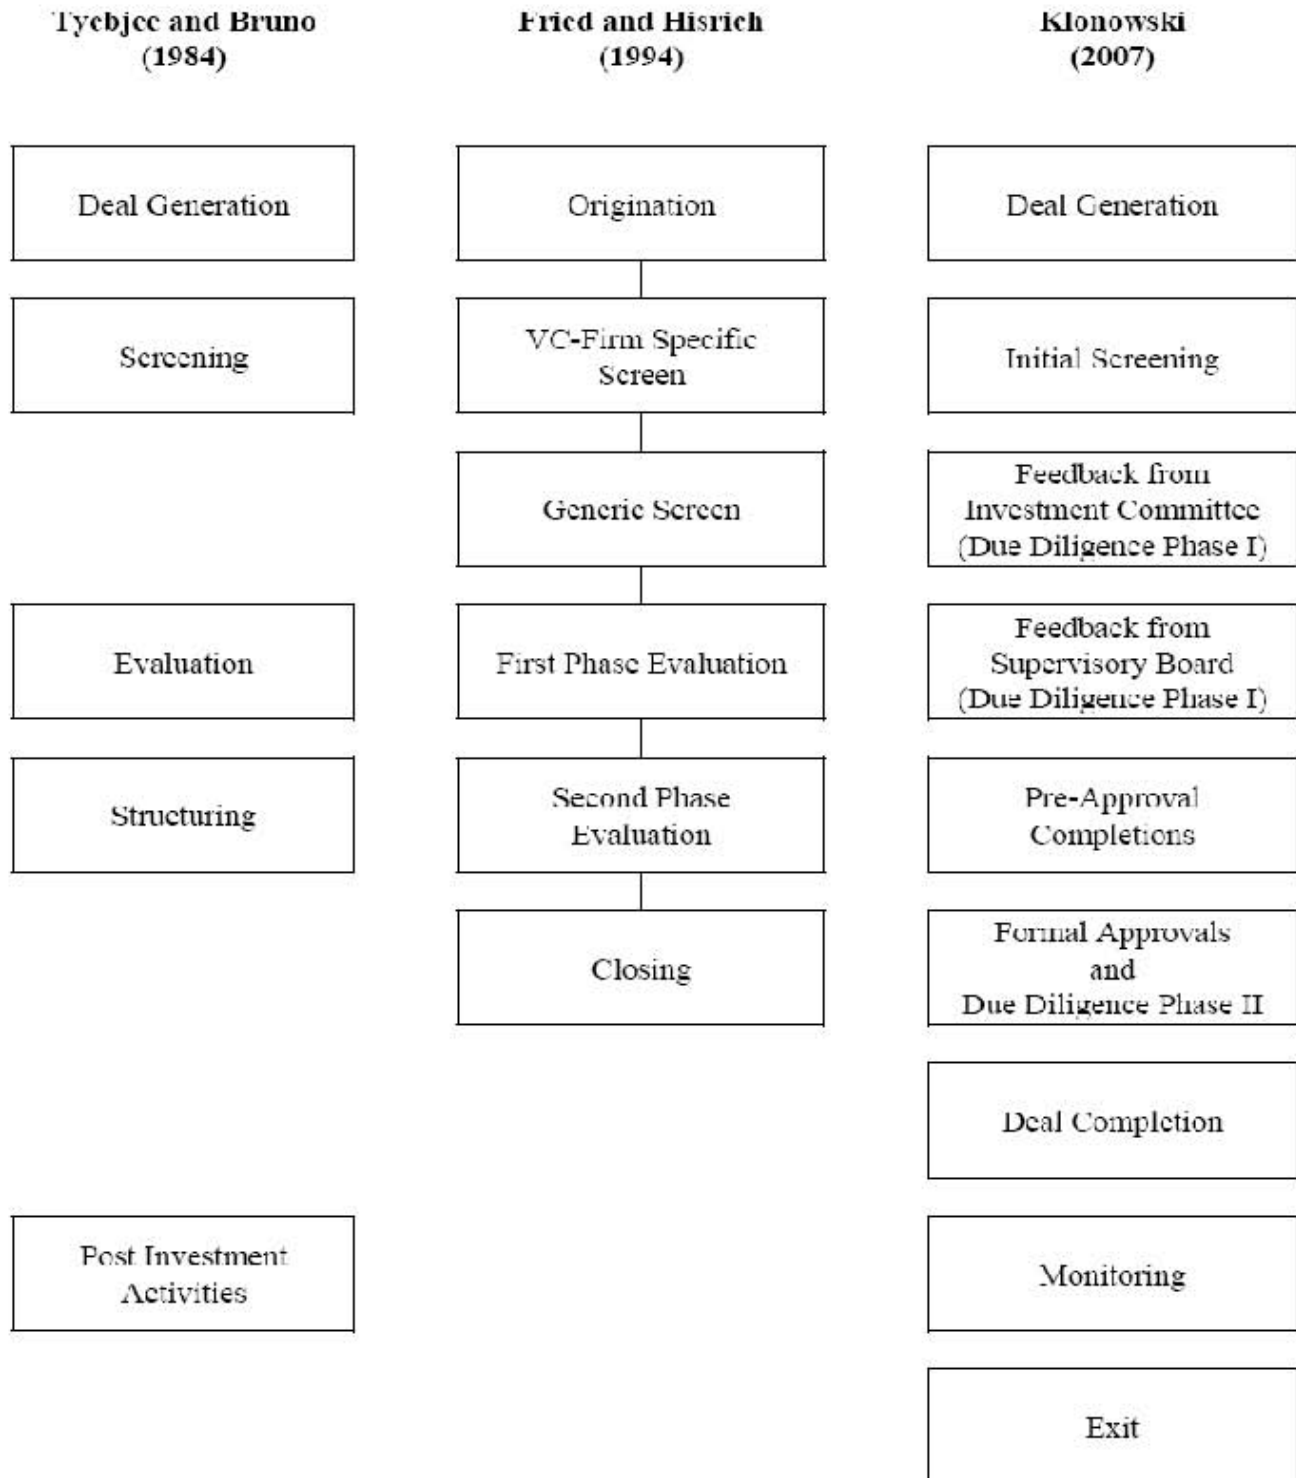 Tyebjee and Bruno
(1984)
Fried and Hisrich
(1994)
Klonowski
(2007)
Deal Generation
Origination
Deal Generation
Screening
VC-Firm Specific
Screen
Initial Screening
Generic Screen
Feedback from
Investment Committee
(Due Diligence Phase I)
Evaluation
First Phase Evaluation
Feedback from
Supervisory Board
(Due Diligence Phase I)
Structuring
Second Phase
Evaluation
Pre-Approval
Completions
Closing
Formal Approvals
and
Due Diligence Phase II
Deal Completion
Post Investment
Activities
Monitoring
Exit